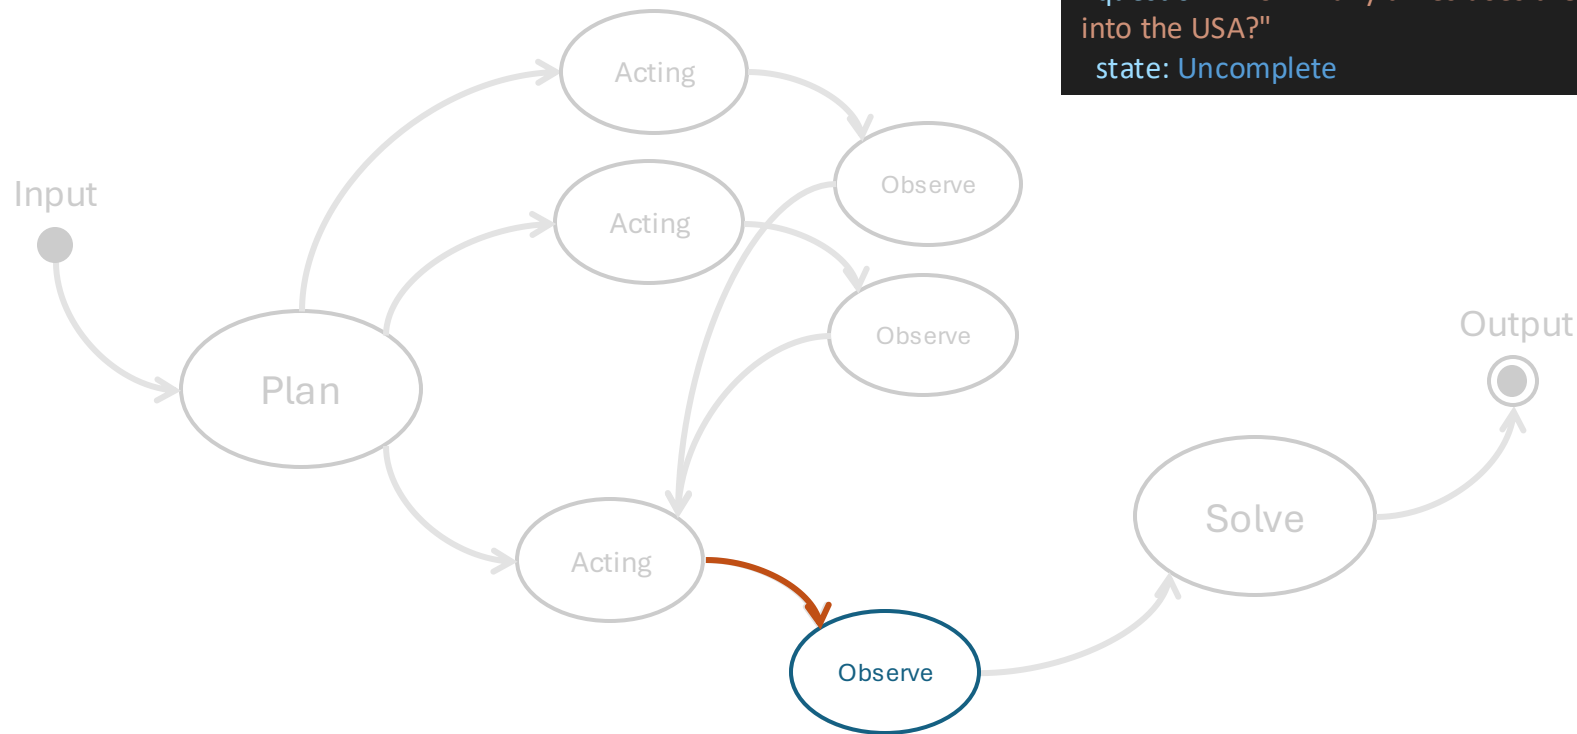 into the USA?"
state: Uncomplete
Acting
Observe
Input
Acting
Observe
Output
Plan
Solve
Acting
Observe